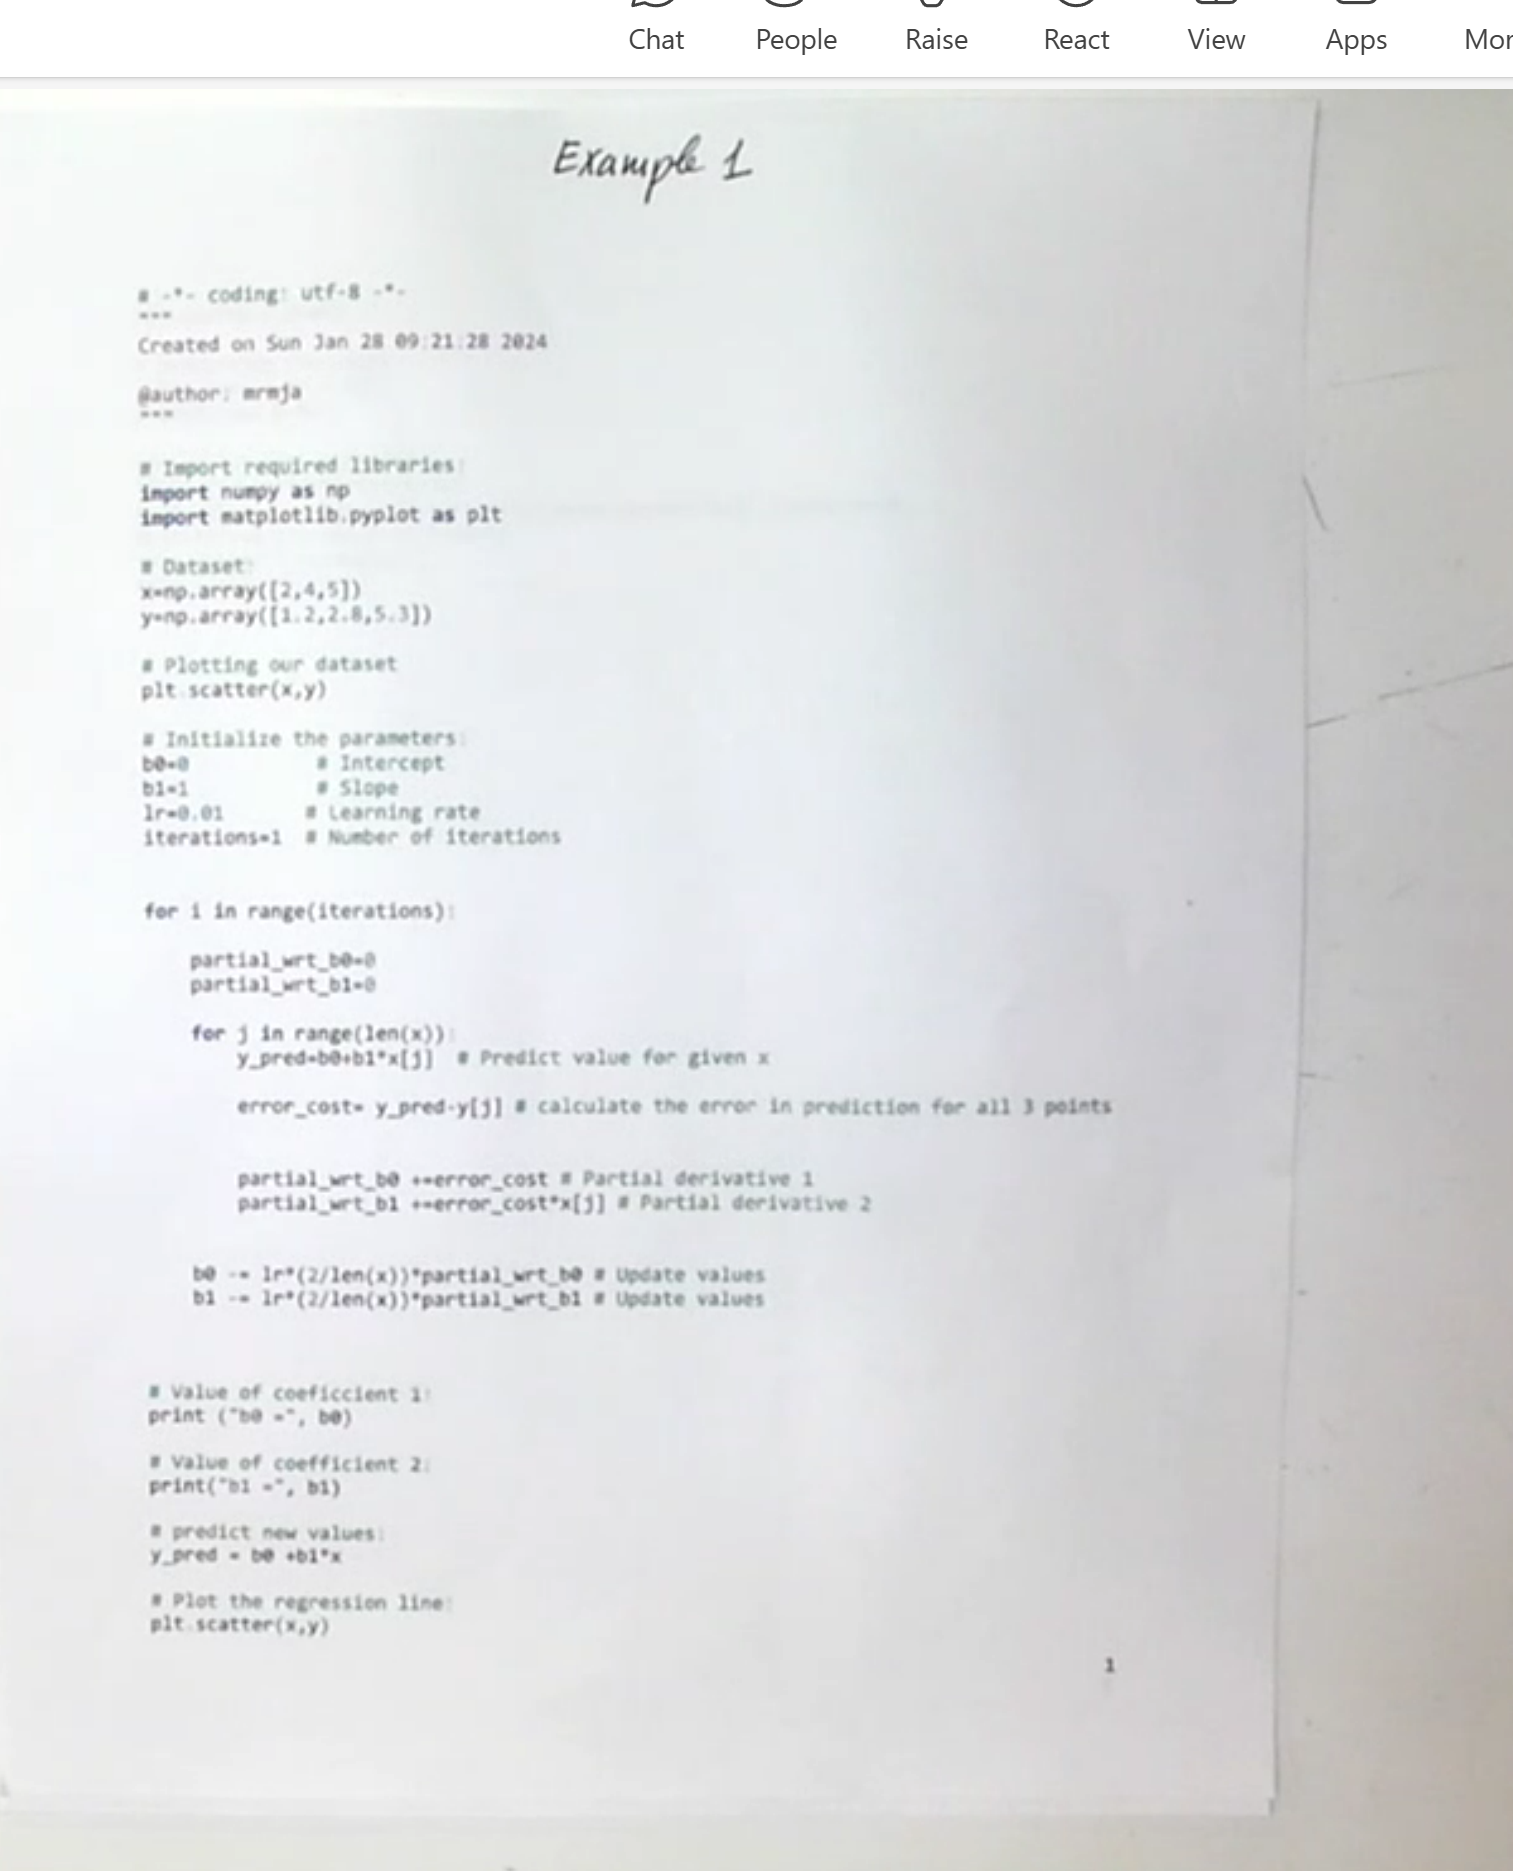 Chat People Raise React View Apps Mor
Example 1
# -*- coding: utf-8 -*-
"""
Created on Sun Jan 28 09:21:28 2024
@author: mrmja
"""
# Import required libraries:
import numpy as np
import matplotlib.pyplot as plt
# Dataset:
x=np.array([2,4,5])
y=np.array([1.2,2.8,5.3])
# Plotting our dataset
plt.scatter(x,y)
# Initialize the parameters:
b0=0 # Intercept
b1=1 # Slope
lr=0.01 # Learning rate
iterations=1 # Number of iterations
for i in range(iterations):
partial_wrt_b0=0
partial_wrt_b1=0
for j in range(len(x)):
y_pred=b0+b1*x[j] # Predict value for given x
error_cost= y_pred-y[j] # calculate the error in prediction for all 3 points
partial_wrt_b0 +=error_cost # Partial derivative 1
partial_wrt_b1 +=error_cost*x[j] # Partial derivative 2
b0 -= lr*(2/len(x))*partial_wrt_b0 # Update values
b1 -= lr*(2/len(x))*partial_wrt_b1 # Update values
# Value of coeficcient 1:
print ("b0 =", b0)
# Value of coefficient 2:
print("b1 =", b1)
# predict new values:
y_pred = b0 +b1*x
# Plot the regression line:
plt.scatter(x,y)
1